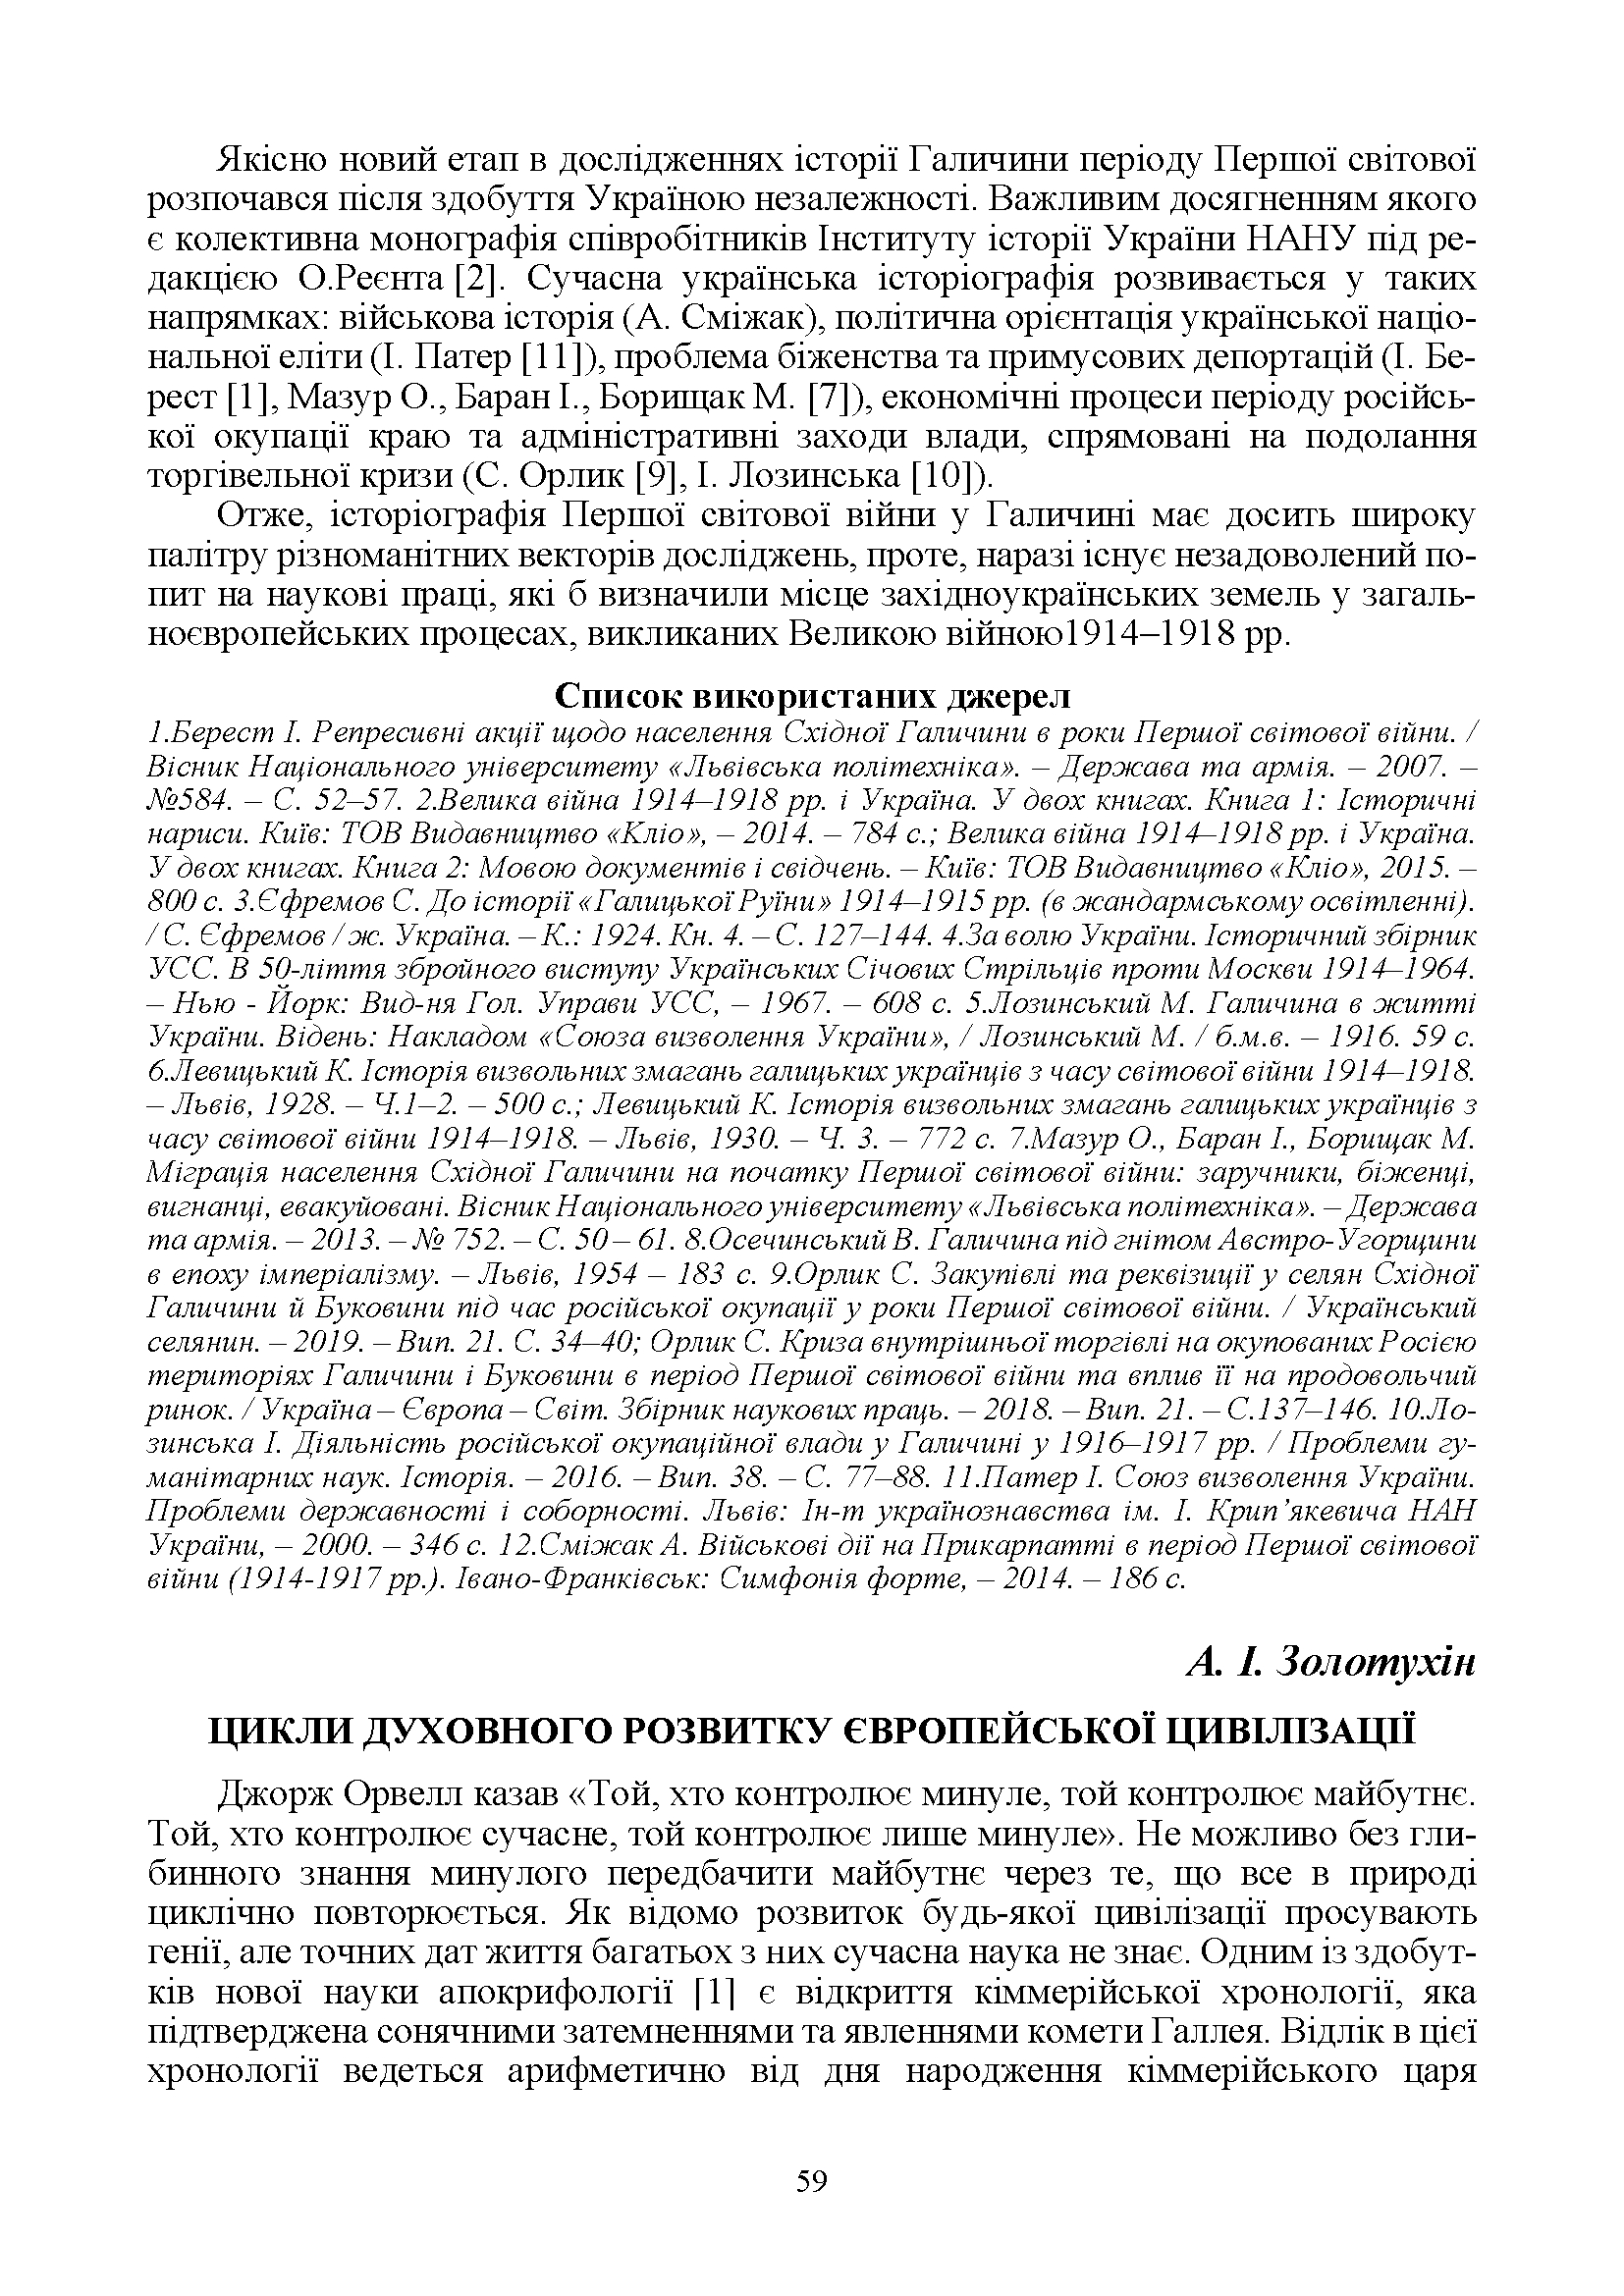 Якісно новий етап в дослідженнях історії Галичини періоду Першої світової
розпочався після здобуття Україною незалежності. Важливим досягненням якого
є колективна монографія співробітників Інституту історії України НАНУ під ре-
дакцією О.Реєнта [2]. Сучасна українська історіографія розвивається у таких
напрямках: військова історія (А. Сміжак), політична орієнтація української націо-
нальної еліти (І. Патер [11]), проблема біженства та примусових депортацій (І. Бе-
рест [1], Мазур О., Баран І., Борищак М. [7]), економічні процеси періоду російсь-
кої окупації краю та адміністративні заходи влади, спрямовані на подолання
торгівельної кризи (С. Орлик [9], І. Лозинська [10]).
Отже, історіографія Першої світової війни у Галичині має досить широку
палітру різноманітних векторів досліджень, проте, наразі існує незадоволений по-
пит на наукові праці, які б визначили місце західноукраїнських земель у загаль-
ноєвропейських процесах, викликаних Великою війною1914–1918 рр.
Список використаних джерел
1.Берест І. Репресивні акції щодо населення Східної Галичини в роки Першої світової війни. /
Вісник Національного університету «Львівська політехніка». – Держава та армія. – 2007. –
№584. – С. 52–57. 2.Велика війна 1914–1918 рр. і Україна. У двох книгах. Книга 1: Історичні
нариси. Київ: ТОВ Видавництво «Кліо», – 2014. – 784 с.; Велика війна 1914–1918 рр. і Україна.
У двох книгах. Книга 2: Мовою документів і свідчень. – Київ: ТОВ Видавництво «Кліо», 2015. –
800 с. 3.Єфремов С. До історії «Галицької Руїни» 1914–1915 рр. (в жандармському освітленні).
/ С. Єфремов / ж. Україна. – К.: 1924. Кн. 4. – С. 127–144. 4.За волю України. Історичний збірник
УСС. В 50-ліття збройного виступу Українських Січових Стрільців проти Москви 1914–1964.
– Нью - Йорк: Вид-ня Гол. Управи УСС, – 1967. – 608 с. 5.Лозинський М. Галичина в житті
України. Відень: Накладом «Союза визволення України», / Лозинський М. / б.м.в. – 1916. 59 с.
6.Левицький К. Історія визвольних змагань галицьких українців з часу світової війни 1914–1918.
– Львів, 1928. – Ч.1–2. – 500 с.; Левицький К. Історія визвольних змагань галицьких українців з
часу світової війни 1914–1918. – Львів, 1930. – Ч. 3. – 772 с. 7.Мазур О., Баран І., Борищак М.
Міграція населення Східної Галичини на початку Першої світової війни: заручники, біженці,
вигнанці, евакуйовані. Вісник Національного університету «Львівська політехніка». – Держава
та армія. – 2013. – № 752. – С. 50– 61. 8.Осечинський В. Галичина під гнітом Австро-Угорщини
в епоху імперіалізму. – Львів, 1954 – 183 с. 9.Орлик С. Закупівлі та реквізиції у селян Східної
Галичини й Буковини під час російської окупації у роки Першої світової війни. / Український
селянин. – 2019. – Вип. 21. С. 34–40; Орлик С. Криза внутрішньої торгівлі на окупованих Росією
територіях Галичини і Буковини в період Першої світової війни та вплив її на продовольчий
ринок. / Україна – Європа – Світ. Збірник наукових праць. – 2018. – Вип. 21. – С.137–146. 10.Ло-
зинська І. Діяльність російської окупаційної влади у Галичині у 1916–1917 рр. / Проблеми гу-
манітарних наук. Історія. – 2016. – Вип. 38. – С. 77–88. 11.Патер І. Союз визволення України.
Проблеми державності і соборності. Львів: Ін-т українознавства ім. І. Крип’якевича НАН
України, – 2000. – 346 с. 12.Сміжак А. Військові дії на Прикарпатті в період Першої світової
війни (1914-1917 рр.). Івано-Франківськ: Симфонія форте, – 2014. – 186 с.
А. І. Золотухін
ЦИКЛИ ДУХОВНОГО РОЗВИТКУ ЄВРОПЕЙСЬКОЇ ЦИВІЛІЗАЦІЇ
Джорж Орвелл казав «Той, хто контролює минуле, той контролює майбутнє.
Той, хто контролює сучасне, той контролює лише минуле». Не можливо без гли-
бинного знання минулого передбачити майбутнє через те, що все в природі
циклічно повторюється. Як відомо розвиток будь-якої цивілізації просувають
генії, але точних дат життя багатьох з них сучасна наука не знає. Одним із здобут-
ків нової науки апокрифології [1] є відкриття кіммерійської хронології, яка
підтверджена сонячними затемненнями та явленнями комети Галлея. Відлік в цієї
хронології ведеться арифметично від дня народження кіммерійського царя
59